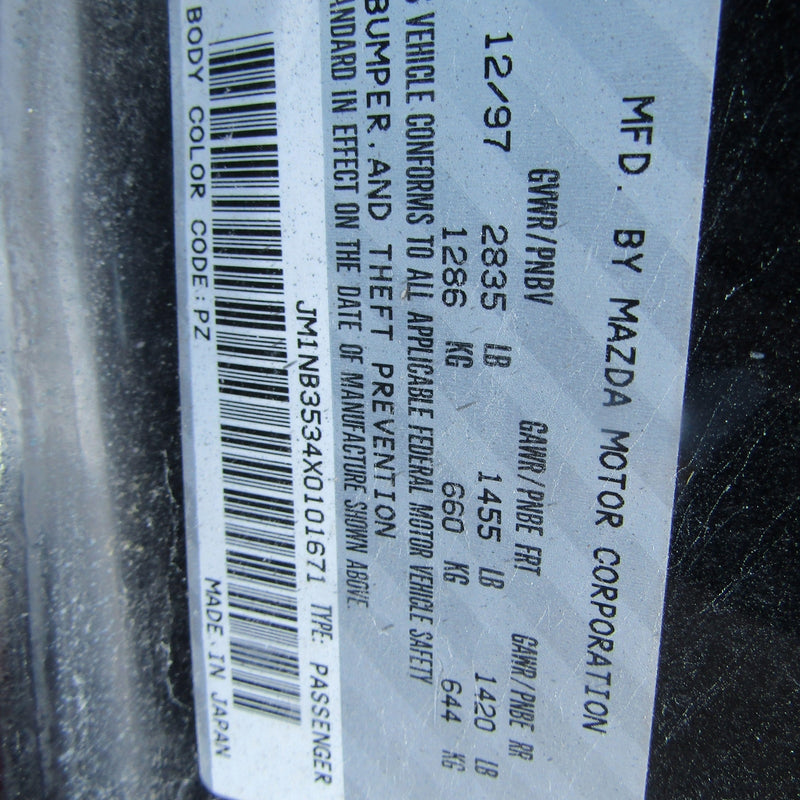 MFD. BY MAZDA MOTOR CORPORATION
12/97 GVWR/PNBV GAWR/PNBE FRT GAWR/PNBE RR
2835 LB 1455 LB 1420 LB
1286 KG 660 KG 644 KG
VEHICLE CONFORMS TO ALL APPLICABLE FEDERAL MOTOR VEHICLE SAFETY
BUMPER, AND THEFT PREVENTION
IN EFFECT ON THE DATE OF MANUFACTURE SHOWN ABOVE.
JM1NB3534X0101671 TYPE: PASSENGER
BODY COLOR CODE: PZ MADE IN JAPAN